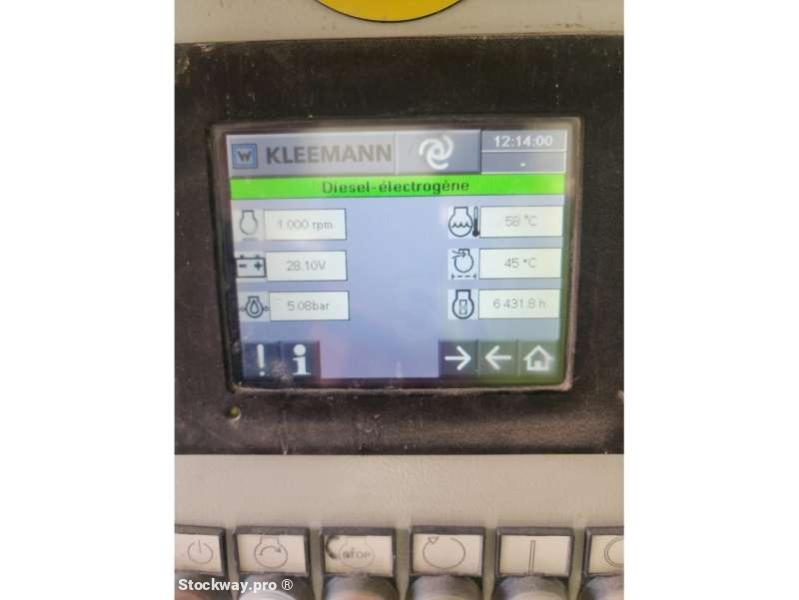 W KLEEMANN
12:14:00
-
Diesel-électrogène
1.000 rpm
58 °C
28.10V
45 °C
5.08bar
6 431.8 h
! i
STOP
Stockway.pro ®